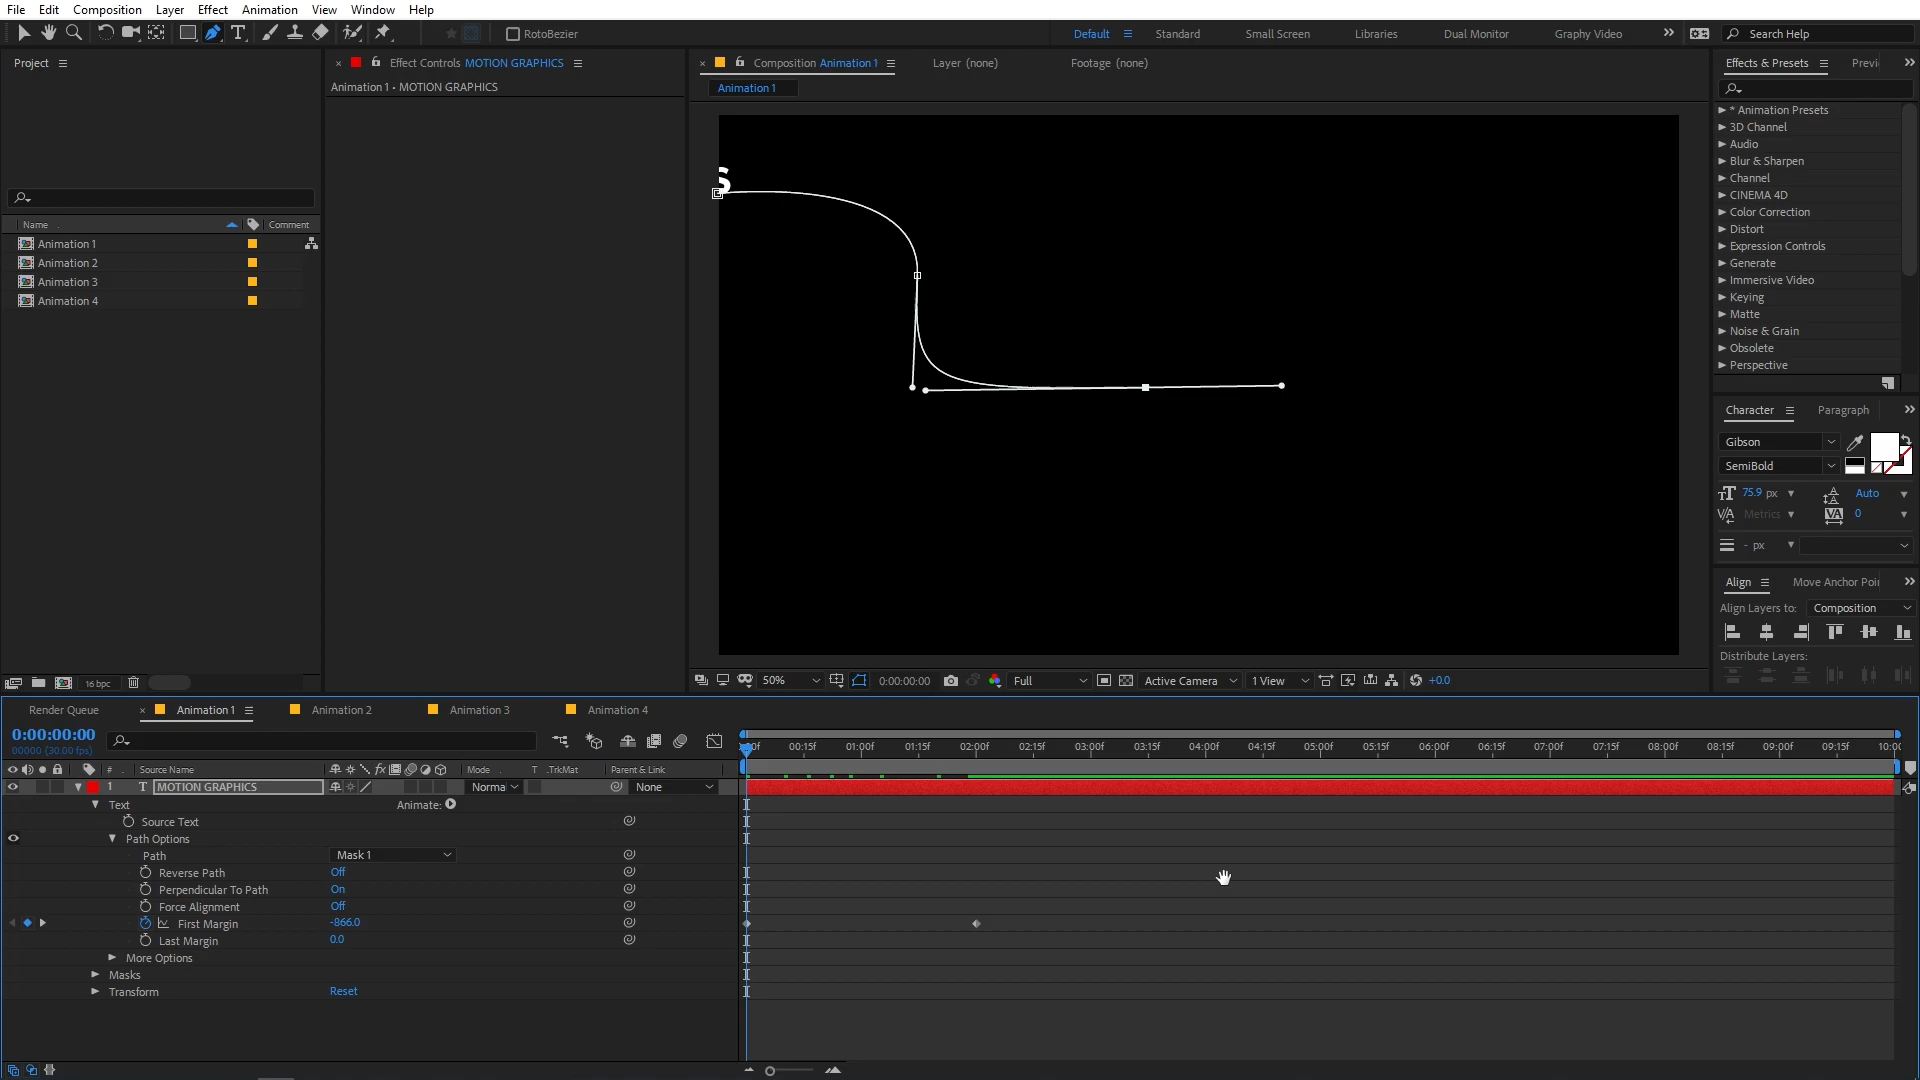 File Edit Composition Layer Effect Animation View Window Help
RotoBezier
Default Standard Small Screen Libraries Dual Monitor Graphy Video Search Help
Project
Effect Controls MOTION GRAPHICS
Composition Animation 1
Layer (none)
Footage (none)
Effects & Presets
Animation 1 • MOTION GRAPHICS
Animation 1
* Animation Presets
3D Channel
Audio
Blur & Sharpen
Channel
CINEMA 4D
Color Correction
Distort
Expression Controls
Generate
Immersive Video
Keying
Matte
Noise & Grain
Obsolete
Perspective
S
Name Comment
Animation 1
Animation 2
Animation 3
Animation 4
Character Paragraph
Gibson
SemiBold
75.9 px Auto
Metrics 0
- px
Align
Align Layers to: Composition
Distribute Layers:
16 bpc
50% 0:00:00:00 Full Active Camera 1 View +0.0
Render Queue Animation 1 Animation 2 Animation 3 Animation 4
0:00:00:00
00000 (30.00 fps)
00:15f 01:00f 01:15f 02:00f 02:15f 03:00f 03:15f 04:00f 04:15f 05:00f 05:15f 06:00f 06:15f 07:00f 07:15f 08:00f 08:15f 09:00f 09:15f
# Source Name Mode T .TrkMat Parent & Link
1 T MOTION GRAPHICS None
Text Animate:
Source Text
Path Options
Path Mask 1
Reverse Path Off
Perpendicular To Path On
Force Alignment Off
First Margin -866.0
Last Margin 0.0
More Options
Masks
Transform Reset